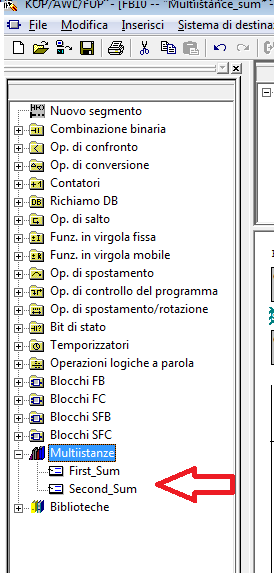 KOP/AWL/FUP - [FB10 -- "Multiistance_sum"
File Modifica Inserisci Sistema di destina
Nuovo segmento
Combinazione binaria
Op. di confronto
Op. di conversione
Contatori
DB Richiamo DB
Op. di salto
Funz. in virgola fissa
Funz. in virgola mobile
Op. di spostamento
Op. di controllo del programma
Op. di spostamento/rotazione
Bit di stato
Temporizzatori
Operazioni logiche a parola
Blocchi FB
Blocchi FC
Blocchi SFB
Blocchi SFC
Multiistanze
First_Sum
Second_Sum
Biblioteche